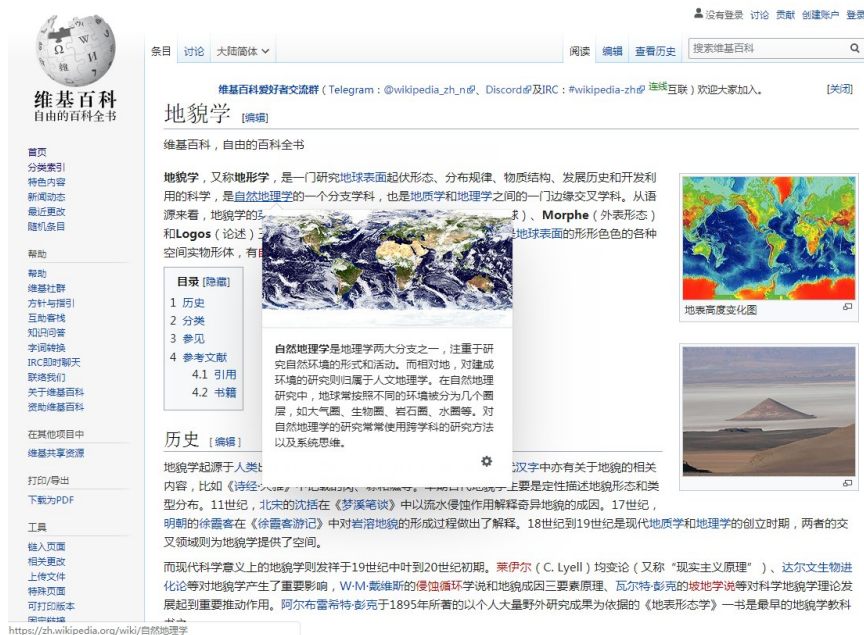 没有登录 讨论 贡献 创建账户 登录
维基百科
自由的百科全书
条目 讨论 大陆简体 阅读 编辑 查看历史 搜索维基百科
维基百科爱好者交流群（Telegram：@wikipedia_zh_n、Discord及IRC：#wikipedia-zh 连线互联）欢迎大家加入。 [关闭]
地貌学 [编辑]
维基百科，自由的百科全书
首页
分类索引
特色内容
新闻动态
最近更改
随机条目
帮助
帮助
维基社群
方针与指引
互助客栈
知识问答
字词转换
IRC即时聊天
联络我们
关于维基百科
资助维基百科
在其他项目中
维基共享资源
打印/导出
下载为PDF
工具
链入页面
相关更改
上传文件
特殊页面
可打印版本
固定链接
地貌学，又称地形学，是一门研究地球表面起伏形态、分布规律、物质结构、发展历史和开发利
用的科学，是自然地理学的一个分支学科，也是地质学和地理学之间的一门边缘交叉学科。从语
源来看，地貌学的 球）、Morphe（外表形态）
和Logos（论述） 地球表面的形形色色的各种
空间实物形体，有
目录 [隐藏]
1 历史
2 分类
3 参见
4 参考文献
4.1 引用
4.2 书籍
自然地理学是地理学两大分支之一，注重于研
究自然环境的形式和活动。而相对地，对建成
环境的研究则归属于人文地理学。在自然地理
研究中，地球常按照不同的环境被分为几个圈
层，如大气圈、生物圈、岩石圈、水圈等。对
自然地理学的研究常常使用跨学科的研究方法
以及系统思维。
地表高度变化图
历史 [编辑]
地貌学起源于人类 汉字中亦有关于地貌的相关
内容，比如《诗经 主要是定性描述地貌形态和类
型分布。11世纪，北宋的沈括在《梦溪笔谈》中以流水侵蚀作用解释奇异地貌的成因。17世纪，
明朝的徐霞客在《徐霞客游记》中对岩溶地貌的形成过程做出了解释。18世纪到19世纪是现代地质学和地理学的创立时期，两者的交
叉领域则为地貌学提供了空间。
而现代科学意义上的地貌学则发祥于19世纪中叶到20世纪初期。莱伊尔（C. Lyell）均变论（又称“现实主义原理”）、达尔文生物进
化论等对地貌学产生了重要影响，W·M·戴维斯的侵蚀循环学说和地貌成因三要素原理、瓦尔特·彭克的坡地学说等对科学地貌学理论发
展起到重要推动作用。阿尔布雷希特·彭克于1895年所著的以个人大量野外研究成果为依据的《地表形态学》一书是最早的地貌学教科
https://zh.wikipedia.org/wiki/自然地理学